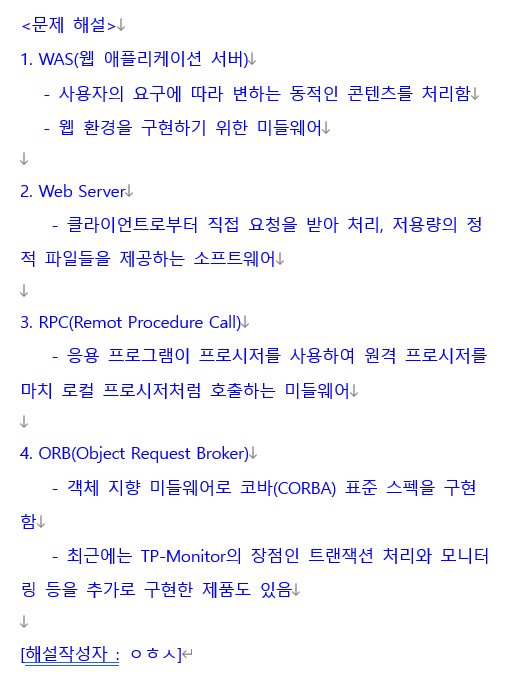 <문제 해설>↓
1. WAS(웹 애플리케이션 서버)↓
- 사용자의 요구에 따라 변하는 동적인 콘텐츠를 처리함↓
- 웹 환경을 구현하기 위한 미들웨어↓
↓
2. Web Server↓
- 클라이언트로부터 직접 요청을 받아 처리, 저용량의 정
적 파일들을 제공하는 소프트웨어↓
↓
3. RPC(Remot Procedure Call)↓
- 응용 프로그램이 프로시저를 사용하여 원격 프로시저를
마치 로컬 프로시저처럼 호출하는 미들웨어↓
↓
4. ORB(Object Request Broker)↓
- 객체 지향 미들웨어로 코바(CORBA) 표준 스펙을 구현
함↓
- 최근에는 TP-Monitor의 장점인 트랜잭션 처리와 모니터
링 등을 추가로 구현한 제품도 있음↓
↓
[해설작성자 : ㅇㅎㅅ]↵